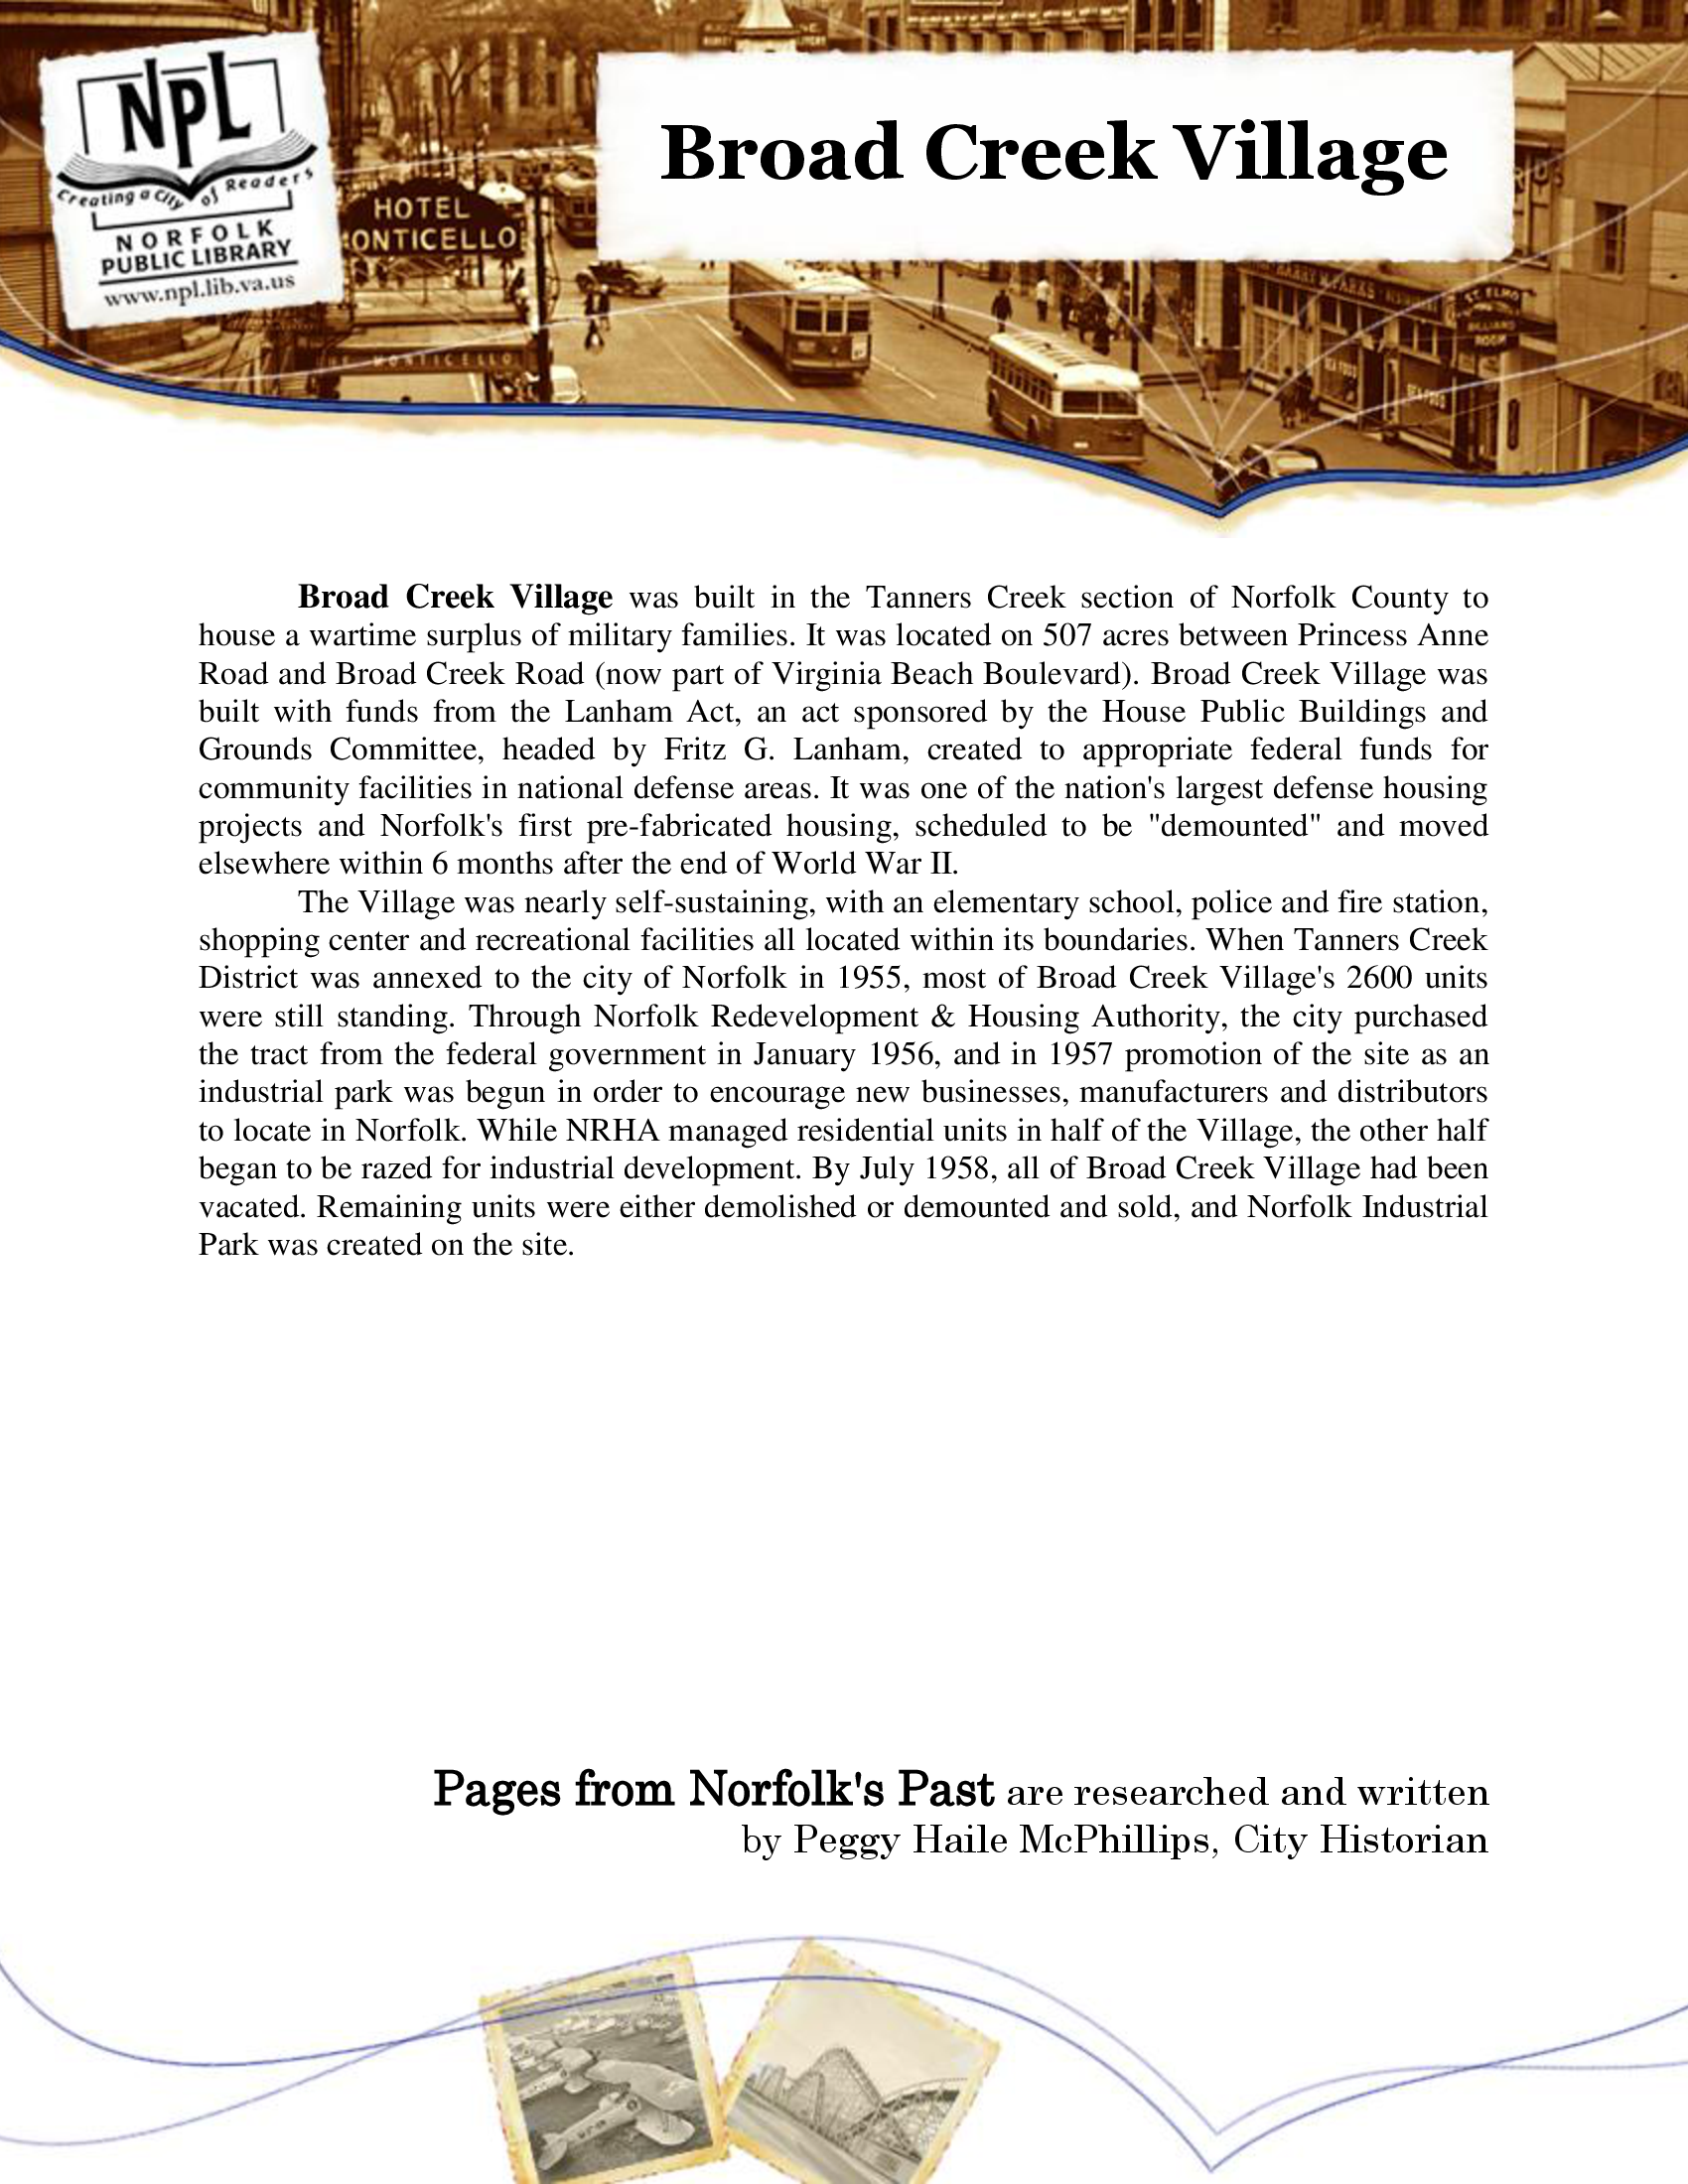 NPL
Creating a City of Readers
NORFOLK
PUBLIC LIBRARY
www.npl.lib.va.us
HOTEL
ONTICELLO
MONTICELLO
Broad Creek Village
HARRY M. PARKS
ST. ELMO
BILLIARD
ROOM
SEA FOOD
SEA FOOD
Broad Creek Village was built in the Tanners Creek section of Norfolk County to
house a wartime surplus of military families. It was located on 507 acres between Princess Anne
Road and Broad Creek Road (now part of Virginia Beach Boulevard). Broad Creek Village was
built with funds from the Lanham Act, an act sponsored by the House Public Buildings and
Grounds Committee, headed by Fritz G. Lanham, created to appropriate federal funds for
community facilities in national defense areas. It was one of the nation's largest defense housing
projects and Norfolk's first pre-fabricated housing, scheduled to be "demounted" and moved
elsewhere within 6 months after the end of World War II.
The Village was nearly self-sustaining, with an elementary school, police and fire station,
shopping center and recreational facilities all located within its boundaries. When Tanners Creek
District was annexed to the city of Norfolk in 1955, most of Broad Creek Village's 2600 units
were still standing. Through Norfolk Redevelopment & Housing Authority, the city purchased
the tract from the federal government in January 1956, and in 1957 promotion of the site as an
industrial park was begun in order to encourage new businesses, manufacturers and distributors
to locate in Norfolk. While NRHA managed residential units in half of the Village, the other half
began to be razed for industrial development. By July 1958, all of Broad Creek Village had been
vacated. Remaining units were either demolished or demounted and sold, and Norfolk Industrial
Park was created on the site.
Pages from Norfolk's Past are researched and written
by Peggy Haile McPhillips, City Historian